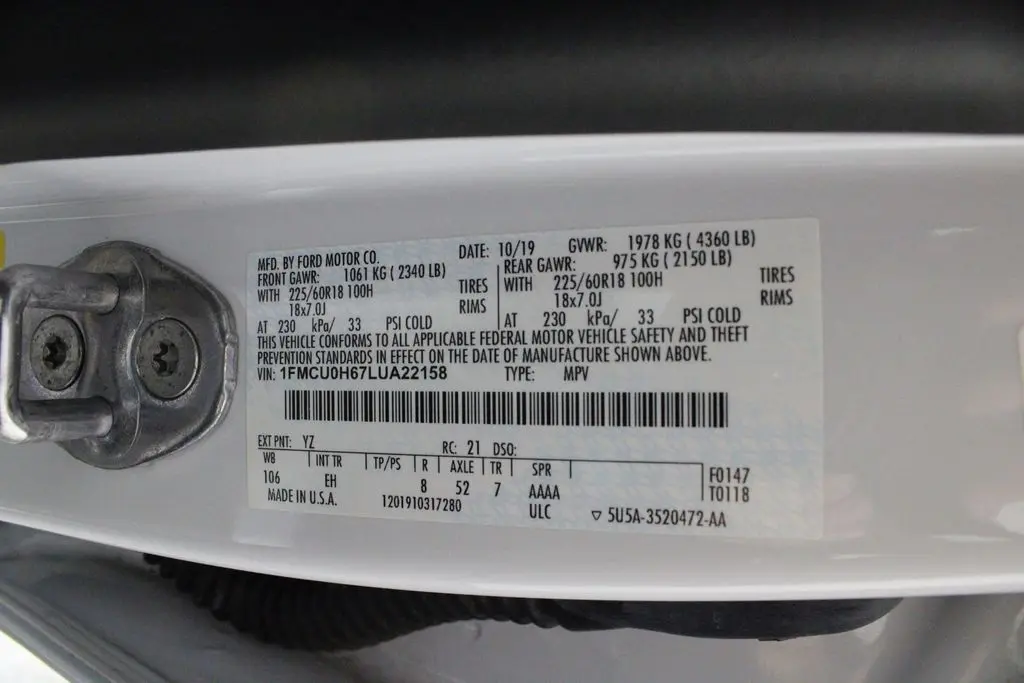 MFD. BY FORD MOTOR CO. DATE: 10/19 GVWR: 1978 KG ( 4360 LB)
FRONT GAWR: 1061 KG ( 2340 LB) REAR GAWR: 975 KG ( 2150 LB)
WITH 225/60R18 100H TIRES WITH 225/60R18 100H TIRES
18x7.0J RIMS 18x7.0J RIMS
AT 230 kPa/ 33 PSI COLD AT 230 kPa/ 33 PSI COLD
THIS VEHICLE CONFORMS TO ALL APPLICABLE FEDERAL MOTOR VEHICLE SAFETY AND THEFT
PREVENTION STANDARDS IN EFFECT ON THE DATE OF MANUFACTURE SHOWN ABOVE.
VIN: 1FMCU0H67LUA22158 TYPE: MPV
EXT PNT: YZ RC: 21 DSO:
WB INT TR TP/PS R AXLE TR SPR
106 EH 8 52 7 AAAA F0147
MADE IN U.S.A. 1201910317280 ULC T0118
▽ 5U5A-3520472-AA